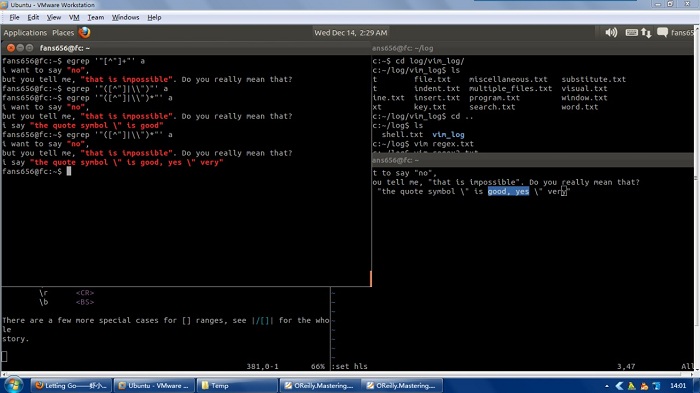 Ubuntu - VMware Workstation
File Edit View VM Team Windows Help
Applications Places Wed Dec 14, 2:29 AM fans65
fans656@fc: ~
fans656@fc:~$ egrep '"[^"]+"' a
i want to say "no",
but you tell me, "that is impossible". Do you really mean that?
fans656@fc:~$ egrep '"([^"]|\\")"' a
fans656@fc:~$ egrep '"([^"]|\\")*"' a
i want to say "no",
but you tell me, "that is impossible". Do you really mean that?
i say "the quote symbol \" is good"
fans656@fc:~$ egrep '"([^"]|\\")*"' a
i want to say "no",
but you tell me, "that is impossible". Do you really mean that?
i say "the quote symbol \" is good, yes \" very"
fans656@fc:~$
ans656@fc: ~/log
c:~/log$ cd log/vim_log/
c:~/log/vim_log$ ls
t file.txt miscellaneous.txt substitute.txt
t indent.txt multiple_files.txt visual.txt
ine.txt insert.txt program.txt window.txt
xt key.txt search.txt word.txt
c:~/log/vim_log$ cd ..
c:~/log$ ls
shell.txt vim_log
c:~/log$ vim regex.txt
ans656@fc: ~
t to say "no",
ou tell me, "that is impossible". Do you really mean that?
"the quote symbol \" is good, yes \" very
\r <CR>
\b <BS>
There are a few more special cases for [] ranges, see |/[]| for the who
le
story.
381,0-1 66%
:set hls 3,47 All
Letting Go——虾小... Ubuntu - VMware ... Temp OReilly.Mastering.... OReilly.Mastering.... 14:01